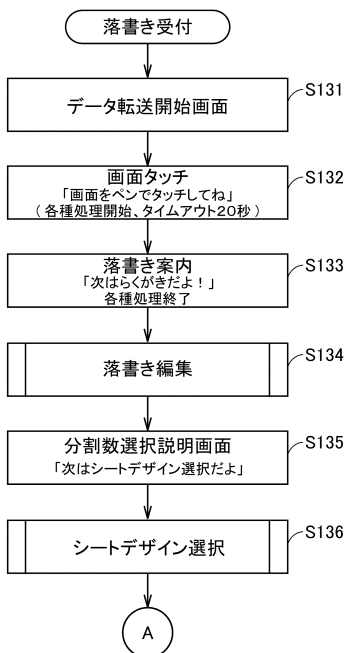 落書き受付
データ転送開始画面
S131
画面タッチ
「画面をペンでタッチしてね」
(各種処理開始、タイムアウト20秒)
S132
落書き案内
「次はらくがきだよ！」
各種処理終了
S133
落書き編集
S134
分割数選択説明画面
「次はシートデザイン選択だよ」
S135
シートデザイン選択
S136
A